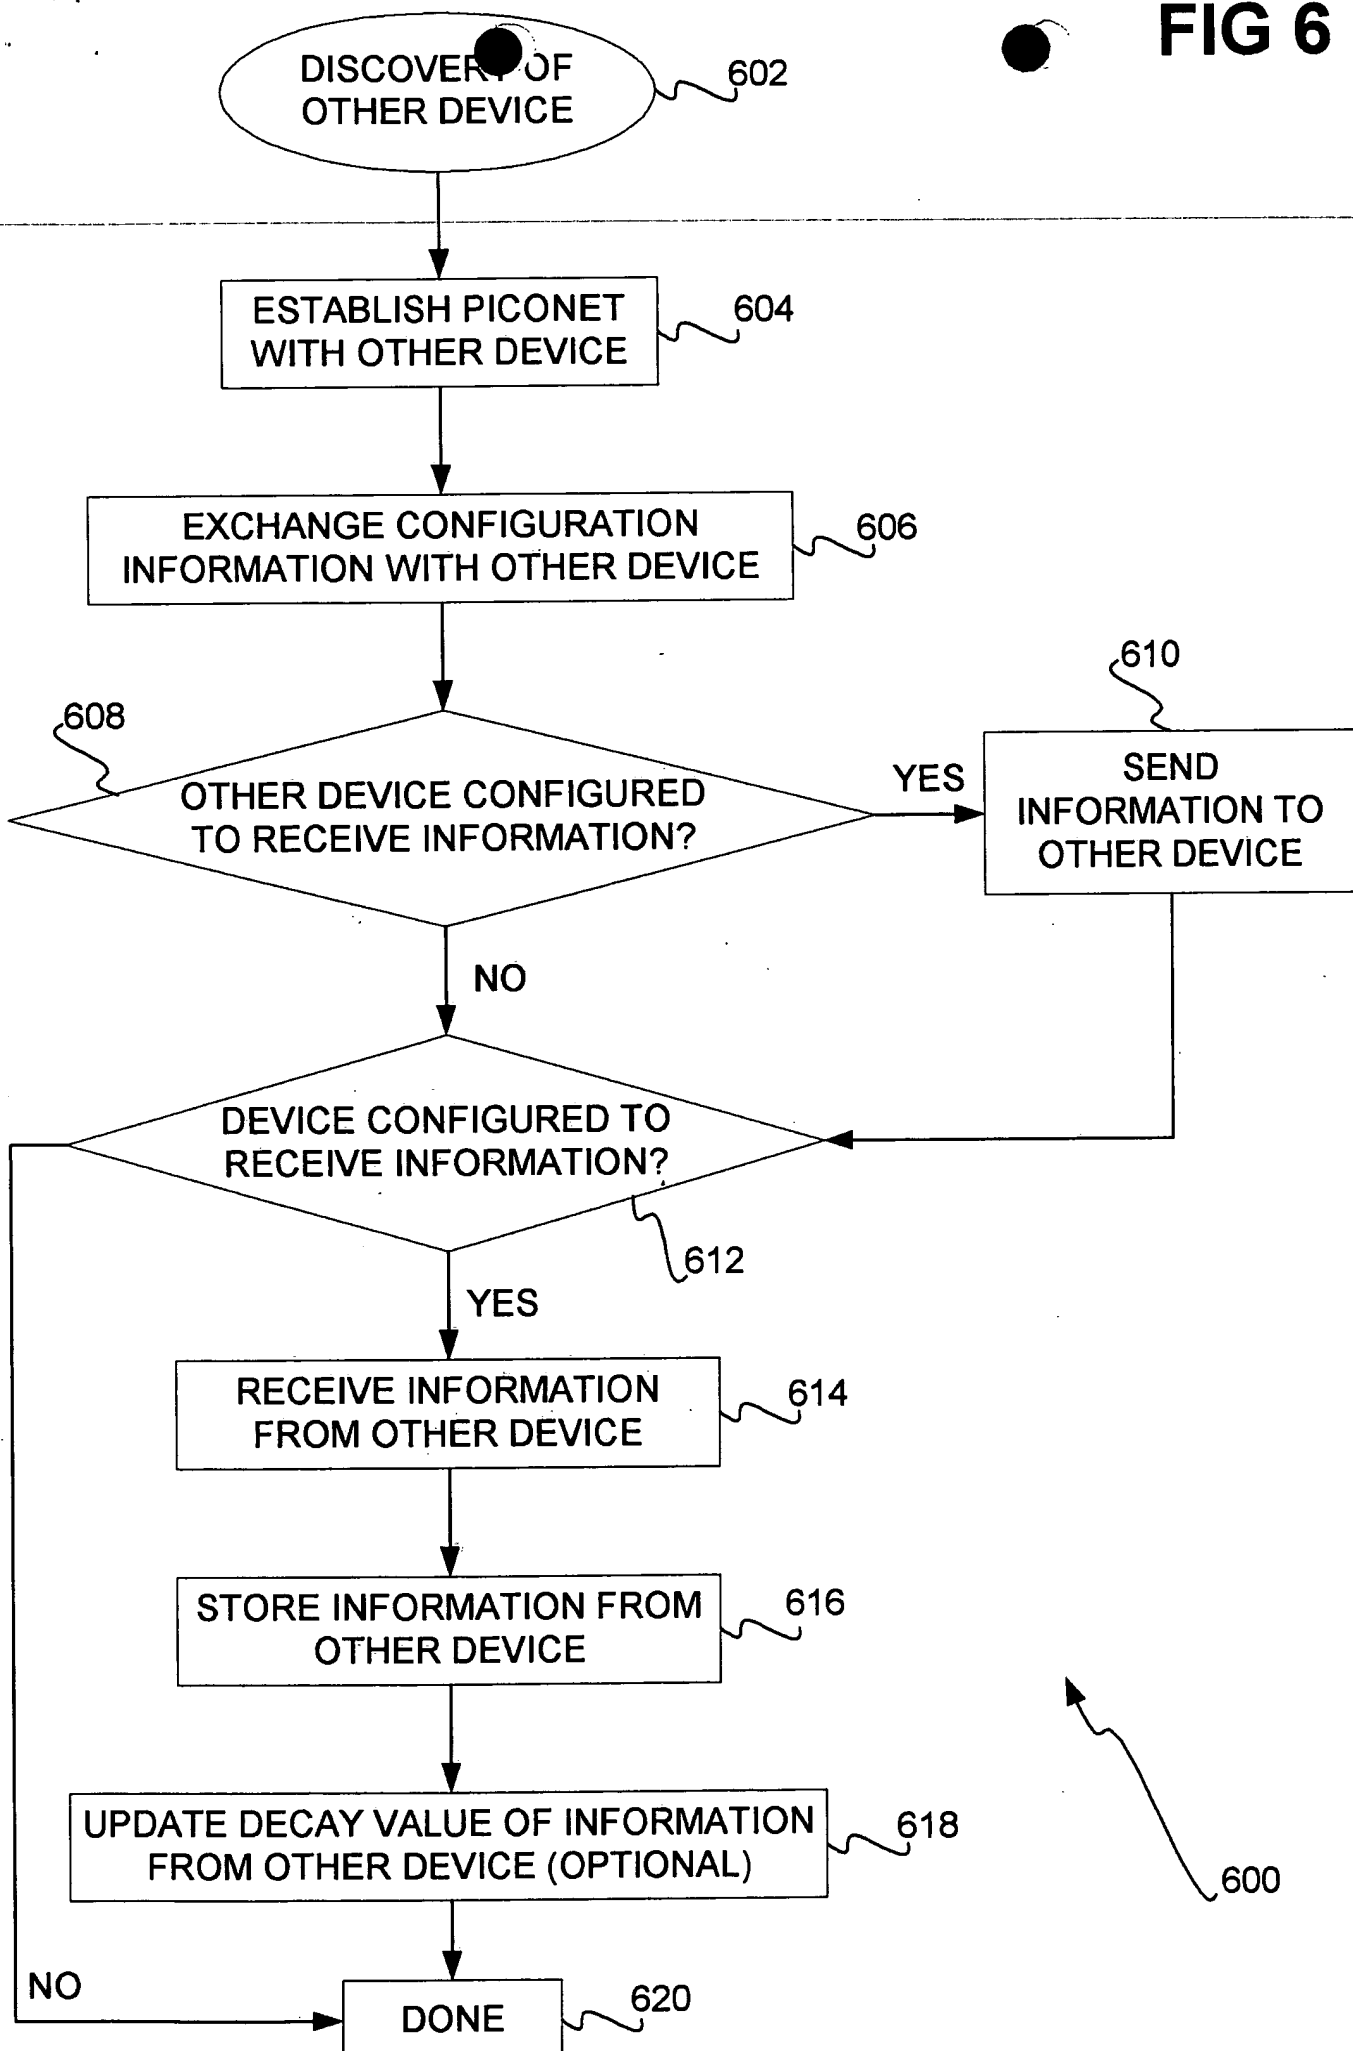 FIG 6
DISCOVERY OF
OTHER DEVICE
602
ESTABLISH PICONET
WITH OTHER DEVICE
604
EXCHANGE CONFIGURATION
INFORMATION WITH OTHER DEVICE
606
608
OTHER DEVICE CONFIGURED
TO RECEIVE INFORMATION?
YES
610
SEND
INFORMATION TO
OTHER DEVICE
NO
DEVICE CONFIGURED TO
RECEIVE INFORMATION?
612
YES
RECEIVE INFORMATION
FROM OTHER DEVICE
614
STORE INFORMATION FROM
OTHER DEVICE
616
UPDATE DECAY VALUE OF INFORMATION
FROM OTHER DEVICE (OPTIONAL)
618
600
NO
DONE
620